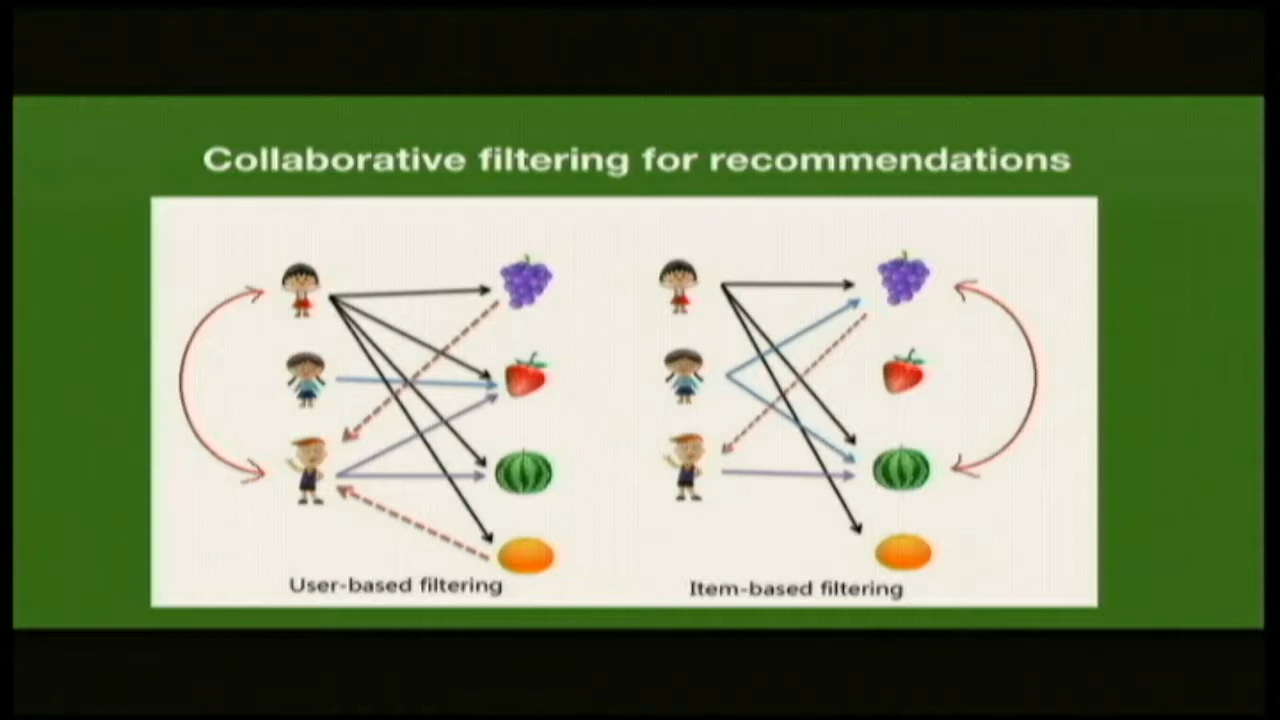 Collaborative filtering for recommendations
User-based filtering
Item-based filtering